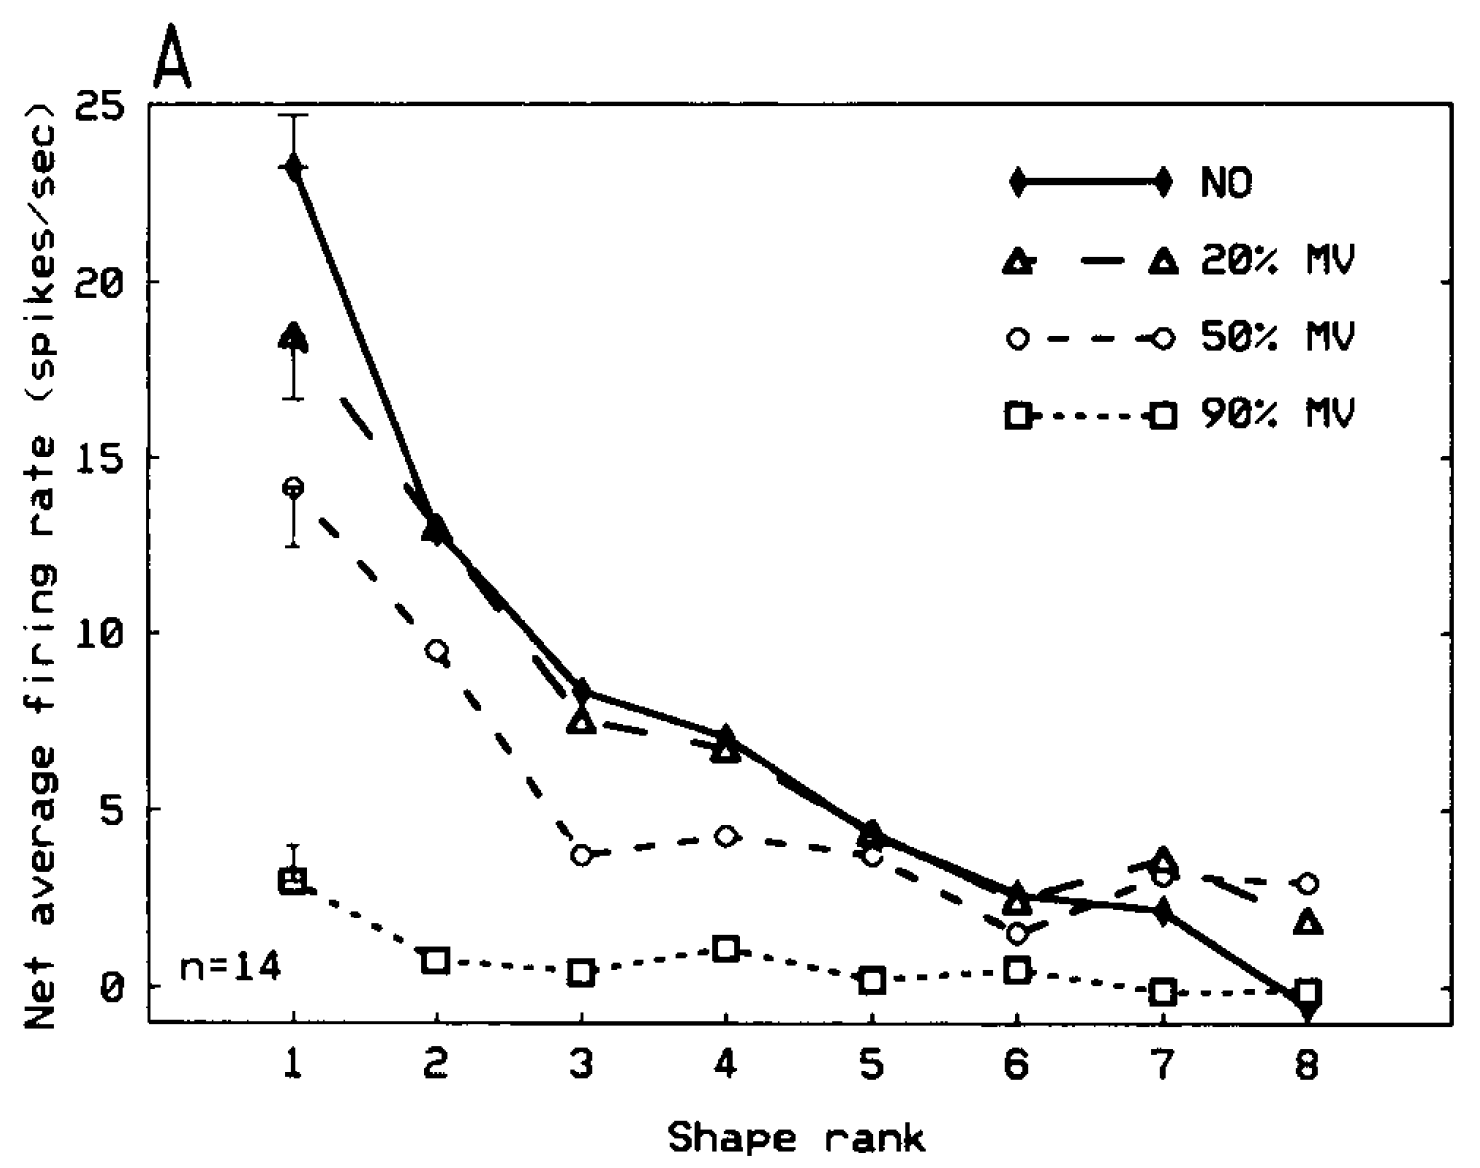 A
Net average firing rate (spikes/sec)
25
20
15
10
5
0
NO
20% MV
50% MV
90% MV
n=14
1 2 3 4 5 6 7 8
Shape rank